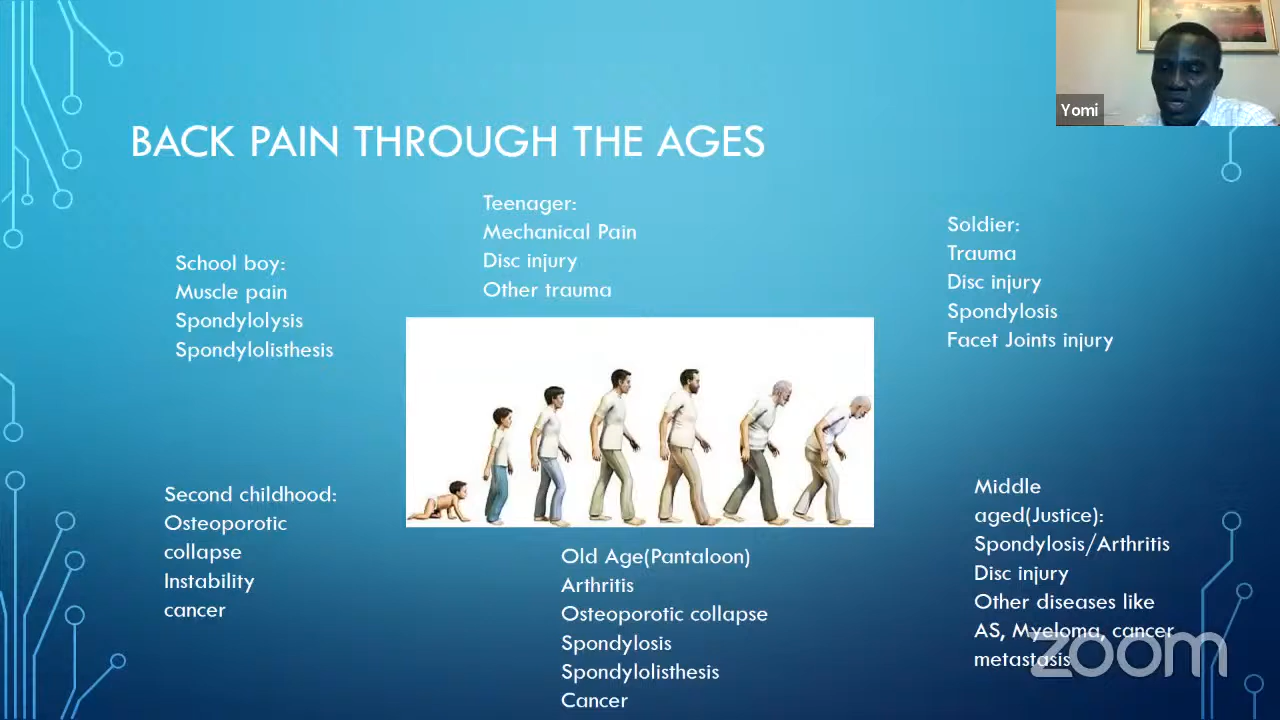 Yomi
BACK PAIN THROUGH THE AGES
School boy:
Muscle pain
Spondylolysis
Spondylolisthesis
Teenager:
Mechanical Pain
Disc injury
Other trauma
Soldier:
Trauma
Disc injury
Spondylosis
Facet Joints injury
Second childhood:
Osteoporotic
collapse
Instability
cancer
Old Age(Pantaloon)
Arthritis
Osteoporotic collapse
Spondylosis
Spondylolisthesis
Cancer
Middle
aged(Justice):
Spondylosis/Arthritis
Disc injury
Other diseases like
AS, Myeloma, cancer
metastasis
zoom